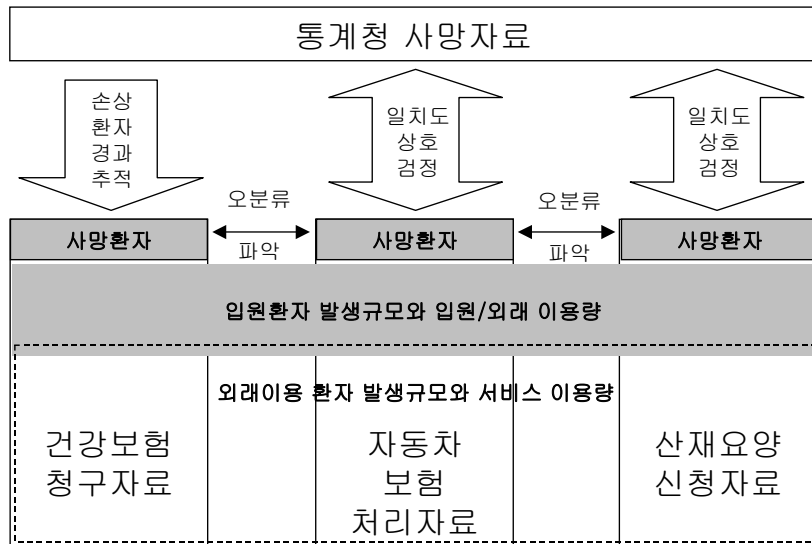 통계청 사망자료
손상
환자
경과
추적
일치도
상호
검정
일치도
상호
검정
오분류
파악
오분류
파악
사망환자
사망환자
사망환자
입원환자 발생규모와 입원/외래 이용량
외래이용 환자 발생규모와 서비스 이용량
건강보험
청구자료
자동차
보험
처리자료
산재요양
신청자료